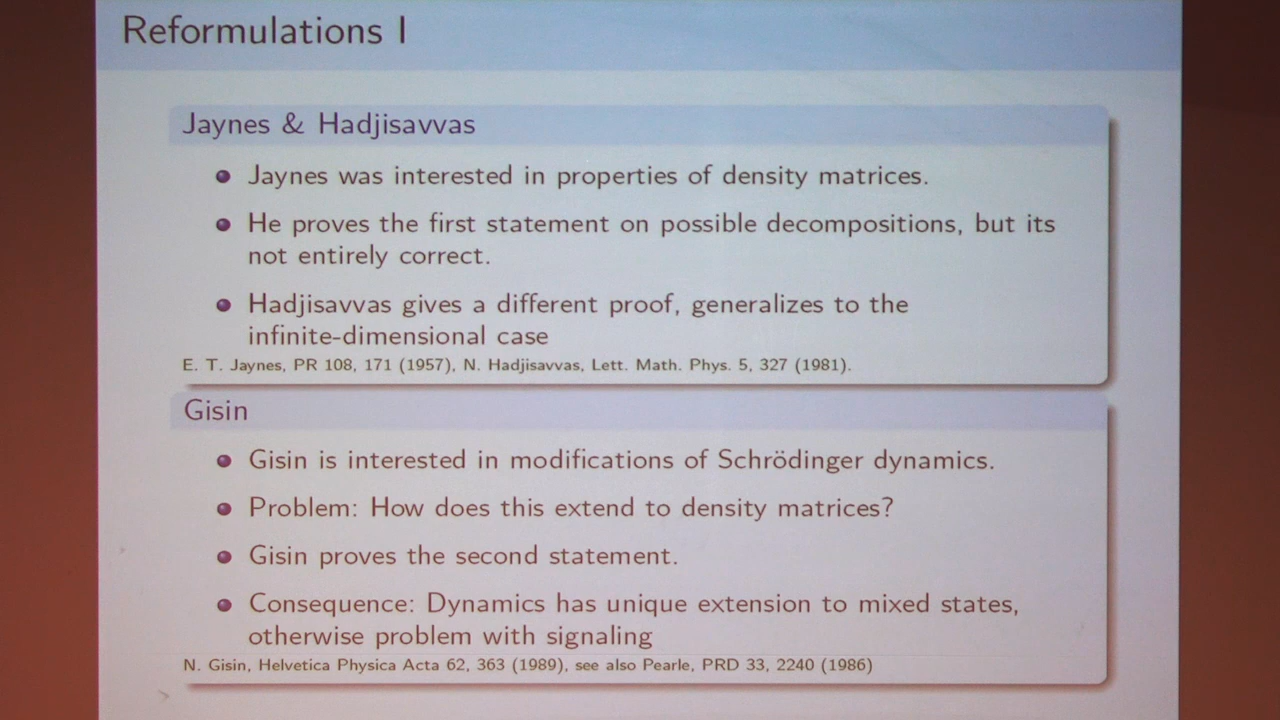 Reformulations I
Jaynes & Hadjisavvas
Jaynes was interested in properties of density matrices.
He proves the first statement on possible decompositions, but its
not entirely correct.
Hadjisavvas gives a different proof, generalizes to the
infinite-dimensional case
E. T. Jaynes, PR 108, 171 (1957), N. Hadjisavvas, Lett. Math. Phys. 5, 327 (1981).
Gisin
Gisin is interested in modifications of Schrödinger dynamics.
Problem: How does this extend to density matrices?
Gisin proves the second statement.
Consequence: Dynamics has unique extension to mixed states,
otherwise problem with signaling
N. Gisin, Helvetica Physica Acta 62, 363 (1989), see also Pearle, PRD 33, 2240 (1986)